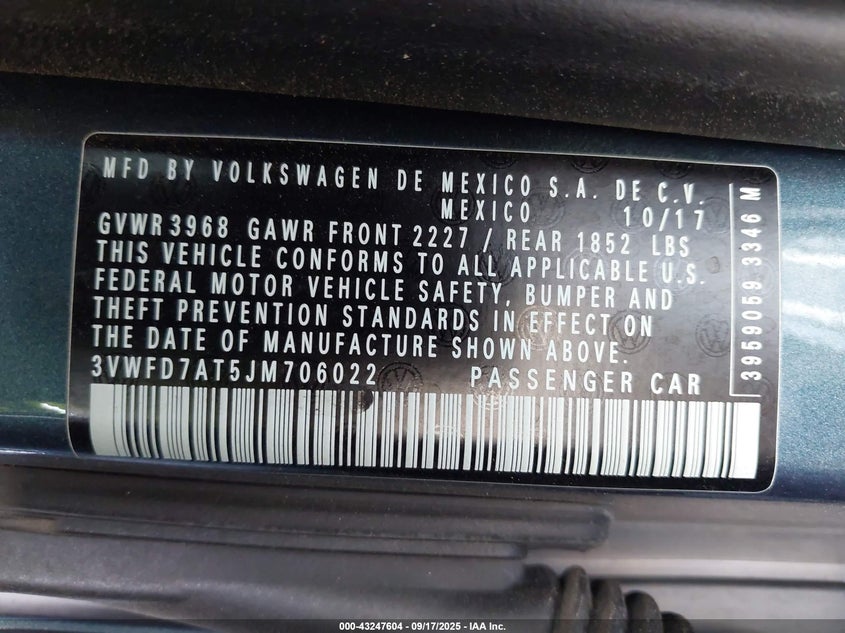 MFD BY VOLKSWAGEN DE MEXICO S.A. DE C.V.
MEXICO 10/17
GVWR 3968 GAWR FRONT 2227 / REAR 1852 LBS
THIS VEHICLE CONFORMS TO ALL APPLICABLE U.S.
FEDERAL MOTOR VEHICLE SAFETY, BUMPER AND
THEFT PREVENTION STANDARDS IN EFFECT ON
THE DATE OF MANUFACTURE SHOWN ABOVE.
3VWFD7AT5JM706022 PASSENGER CAR
3959059 3346 M
000-43247604 — 09/17/2025 — IAA Inc.